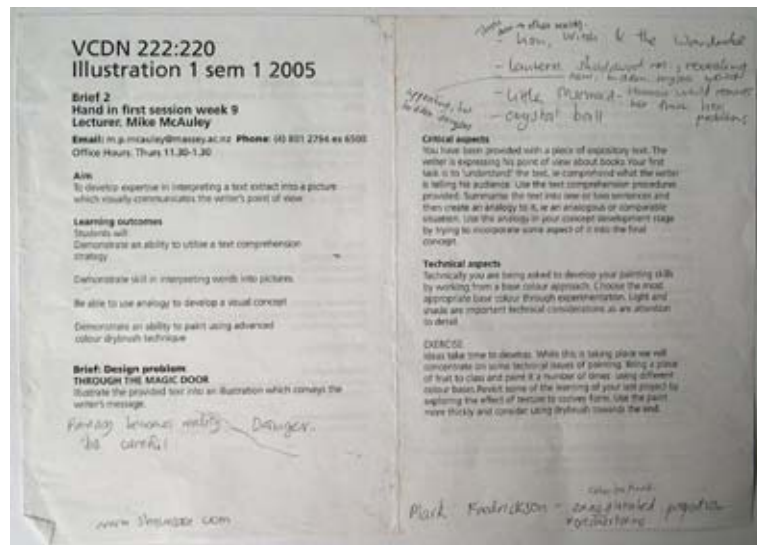 VCDN 222:220
Illustration 1 sem 1 2005
Brief 2
Hand in first session week 9
Lecturer. Mike McAuley
Email: m.p.mcauley@massey.ac.nz Phone: (4) 801 2794 ex 6500
Office Hours: Thurs 11.30-1.30
Aim
To develop expertise in interpreting a text extract into a picture
which visually communicates the writer's point of view
Learning outcomes
Students will:
Demonstrate an ability to utilise a text comprehension
strategy
Demonstrate skill in interpreting words into pictures.
Be able to use analogy to develop a visual concept
Demonstrate an ability to paint using advanced
colour drybrush technique
Brief: Design problem
THROUGH THE MAGIC DOOR
Illustrate the provided text into an illustration which conveys the
writer's message.
Fantasy becomes reality. Danger.
be careful
- Lion, Witch & the
- Lantern revealing
hidden
- Little Mermaid -
- crystal ball
Critical aspects
You have been provided with a piece of expository text. The
writer is expressing his point of view about books. Your first
task is to 'understand' the text, ie comprehend what the writer
is telling his audience. Use the text comprehension procedures
provided. Summarise the text into one or two sentences and
then create an analogy to it, ie an analogous or comparable
situation. Use the analogy in your concept development stage
by trying to incorporate some aspect of it into the final
concept.
Technical aspects
Technically you are being asked to develop your painting skills
by working from a base colour approach. Choose the most
appropriate base colour through experimentation. Light and
shade are important technical considerations as are attention
to detail.
EXERCISE
Ideas take time to develop. While this is taking place we will
concentrate on some technical issues of painting. Bring a piece
of fruit to class and paint it a number of times using different
colour bases. Revisit some of the learning of your last project by
exploring the effect of texture to convey form. Use the paint
more thickly and consider using drybrush towards the end.
Mark Fredrickson - exaggerated